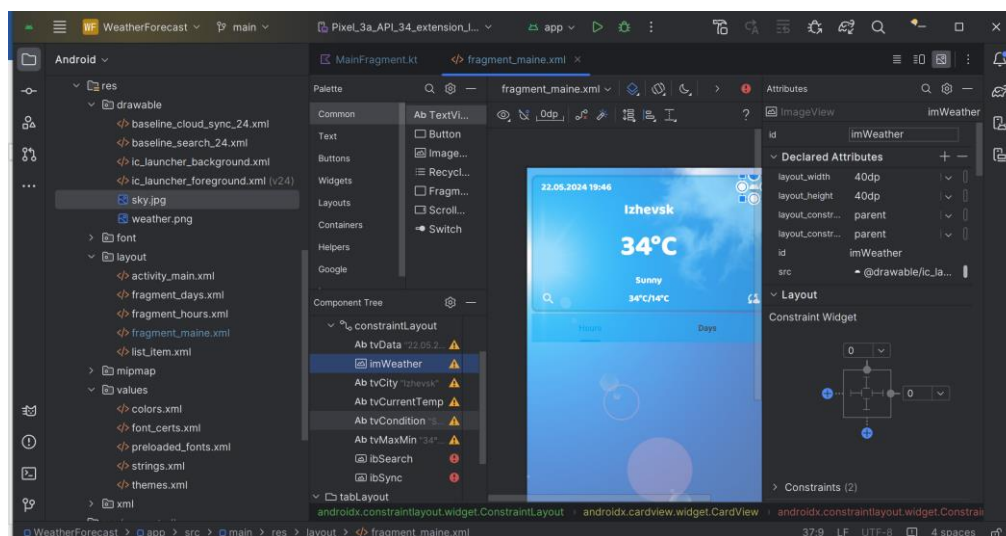 WF WeatherForecast main Pixel_3a_API_34_extension_l... app
Android
res
drawable
baseline_cloud_sync_24.xml
baseline_search_24.xml
ic_launcher_background.xml
ic_launcher_foreground.xml (v24)
sky.jpg
weather.png
font
layout
activity_main.xml
fragment_days.xml
fragment_hours.xml
fragment_maine.xml
list_item.xml
mipmap
values
colors.xml
font_certs.xml
preloaded_fonts.xml
strings.xml
themes.xml
xml
MainFragment.kt fragment_maine.xml
Palette
Common
Text
Buttons
Widgets
Layouts
Containers
Helpers
Google
Ab TextVi...
Button
Image...
Recycl...
Fragm...
Scroll...
Switch
Component Tree
constraintLayout
Ab tvData "22.05.2...
imWeather
Ab tvCity "Izhevsk"
Ab tvCurrentTemp
Ab tvCondition "S...
Ab tvMaxMin "34°...
ibSearch
ibSync
tabLayout
fragment_maine.xml
0dp
22.05.2024 19:46
Izhevsk
34°C
Sunny
34°C/14°C
Hours Days
Attributes
ImageView imWeather
id imWeather
Declared Attributes
layout_width 40dp
layout_height 40dp
layout_constr... parent
layout_constr... parent
id imWeather
src @drawable/ic_la...
Layout
Constraint Widget
0
0
Constraints (2)
androidx.constraintlayout.widget.ConstraintLayout androidx.cardview.widget.CardView androidx.constraintlayout.widget.Constrai
WeatherForecast > app > src > main > res > layout > fragment_maine.xml 37:9 LF UTF-8 4 spaces